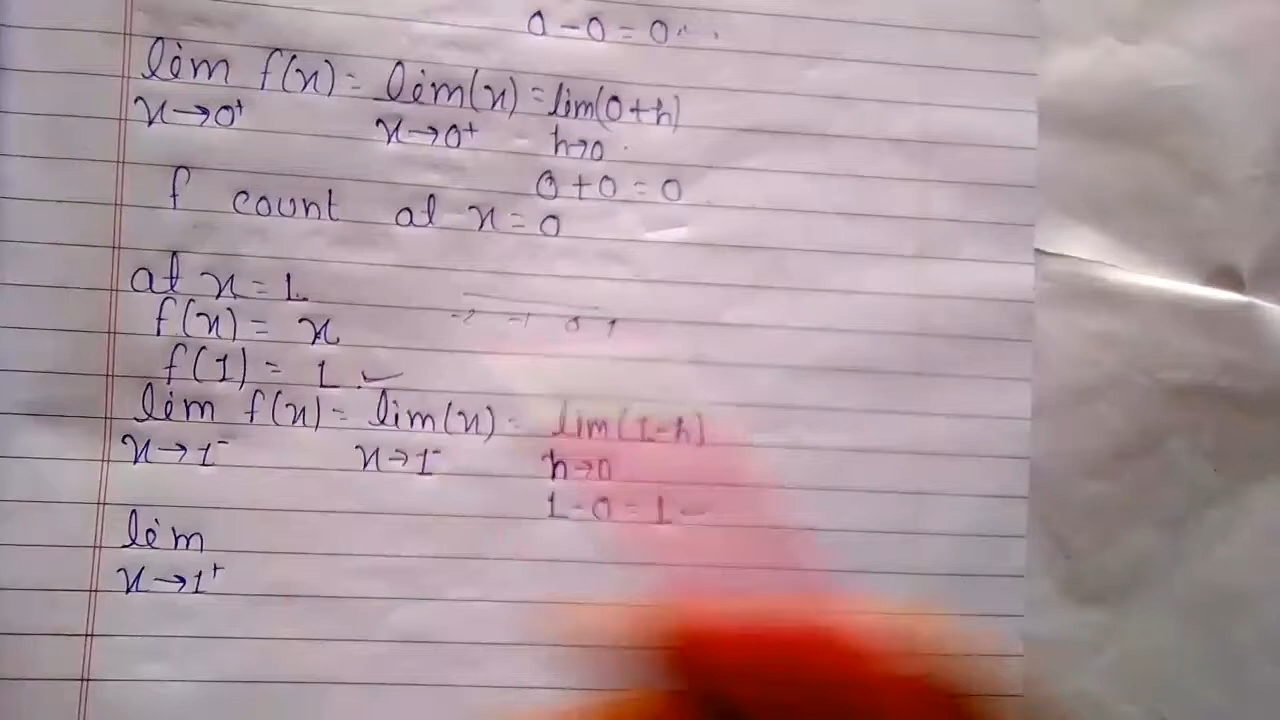 0 - 0 = 0
lim f(x) = lim(x) = lim(0+h)
x→0⁺ x→0⁺ h→0
0 + 0 = 0
f count at x = 0
at x = 1
f(x) = x
-2 -1 0 1
f(1) = 1 ✓
lim f(x) = lim(x) = lim(1-h)
x→1⁻ x→1⁻ h→0
1 - 0 = 1
lim
x→1⁺